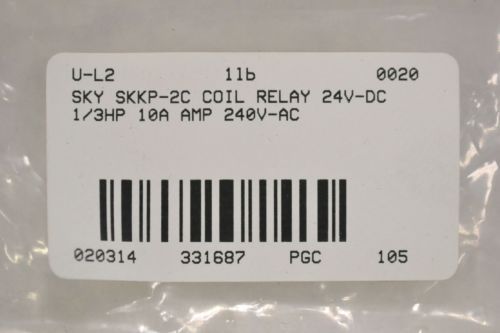 U-L2 1lb 0020
SKY SKKP-2C COIL RELAY 24V-DC
1/3HP 10A AMP 240V-AC
020314 331687 PGC 105